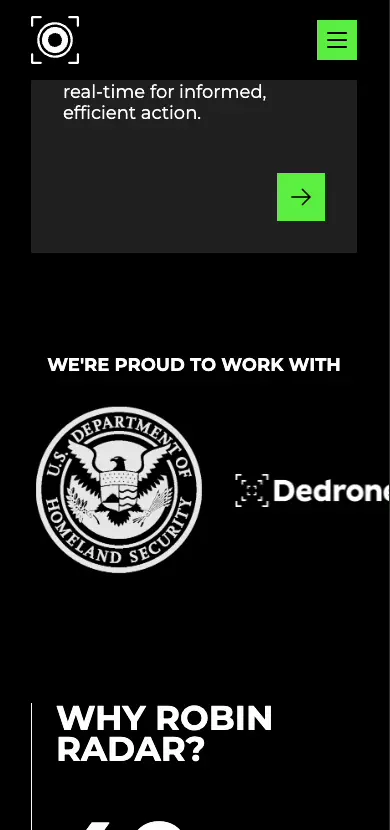 real-time for informed,
efficient action.
WE'RE PROUD TO WORK WITH
U.S. DEPARTMENT OF
HOMELAND SECURITY
Dedrone
WHY ROBIN
RADAR?